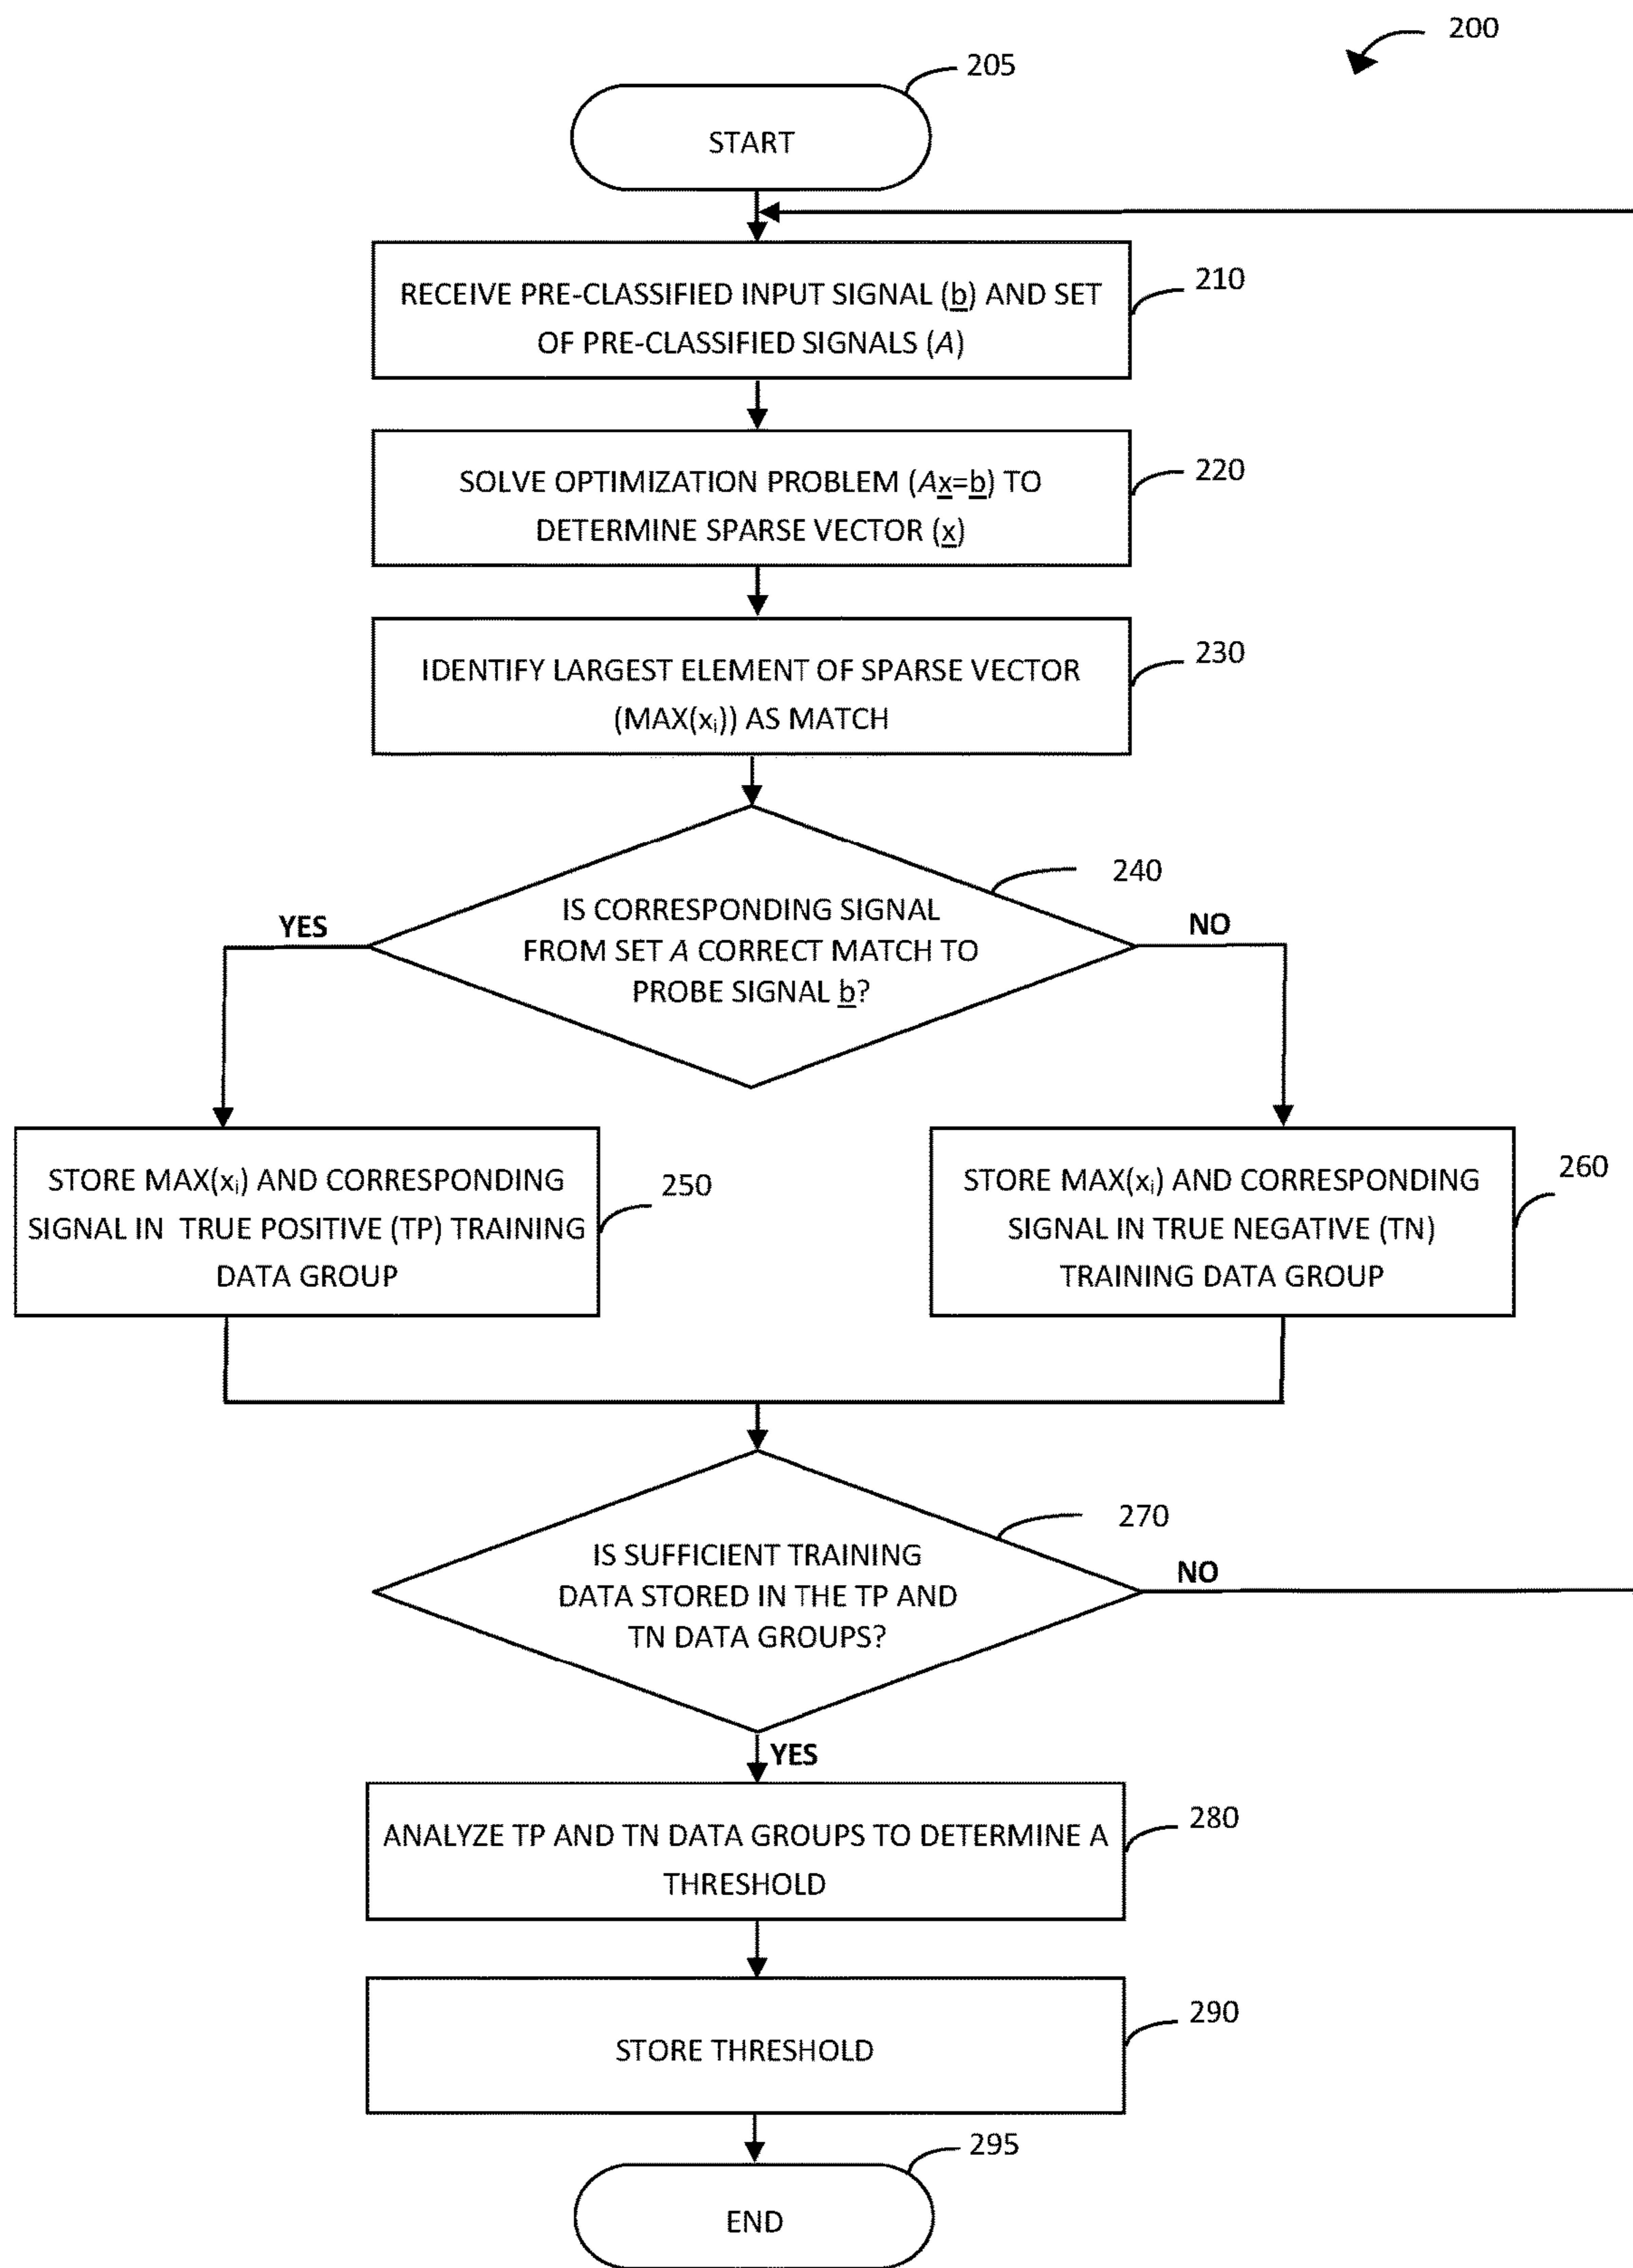 200
205
START
RECEIVE PRE-CLASSIFIED INPUT SIGNAL (b) AND SET
OF PRE-CLASSIFIED SIGNALS (A)
210
SOLVE OPTIMIZATION PROBLEM (Ax=b) TO
DETERMINE SPARSE VECTOR (x)
220
IDENTIFY LARGEST ELEMENT OF SPARSE VECTOR
(MAX(xᵢ)) AS MATCH
230
240
IS CORRESPONDING SIGNAL
FROM SET A CORRECT MATCH TO
PROBE SIGNAL b?
YES
NO
STORE MAX(xᵢ) AND CORRESPONDING
SIGNAL IN TRUE POSITIVE (TP) TRAINING
DATA GROUP
250
STORE MAX(xᵢ) AND CORRESPONDING
SIGNAL IN TRUE NEGATIVE (TN)
TRAINING DATA GROUP
260
270
IS SUFFICIENT TRAINING
DATA STORED IN THE TP AND
TN DATA GROUPS?
NO
YES
ANALYZE TP AND TN DATA GROUPS TO DETERMINE A
THRESHOLD
280
STORE THRESHOLD
290
295
END